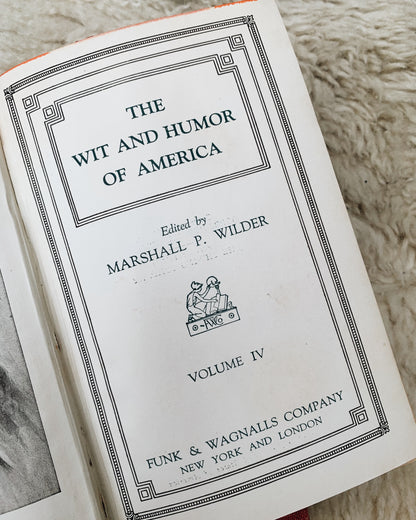 THE
WIT AND HUMOR
OF AMERICA
Edited by
MARSHALL P. WILDER
VOLUME IV
FUNK & WAGNALLS COMPANY
NEW YORK AND LONDON